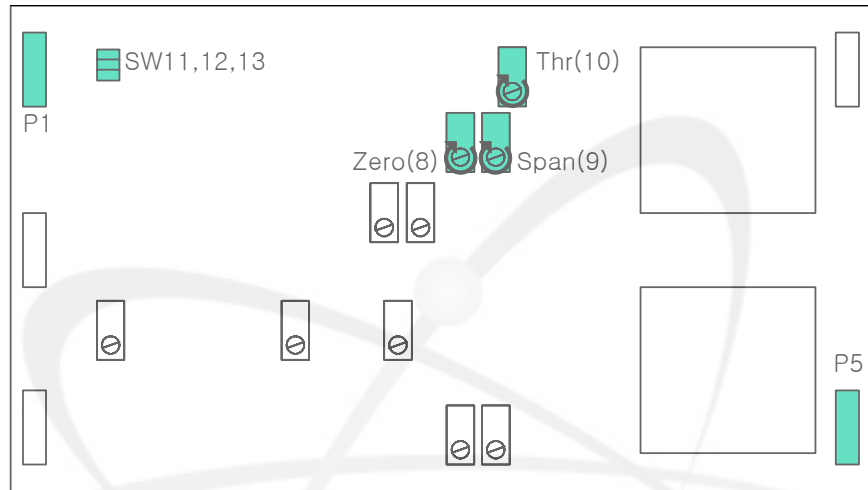 SW11,12,13
Thr(10)
P1
Zero(8)
Span(9)
P5